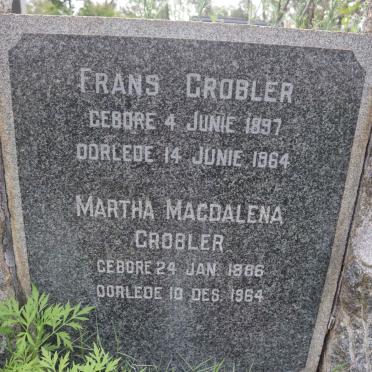 FRANS GROBLER
GEBORE 4 JUNIE 1897
OORLEDE 14 JUNIE 1964
MARTHA MAGDALENA
GROBLER
GEBORE 24 JAN 1886
OORLEDE 10 DES. 1964